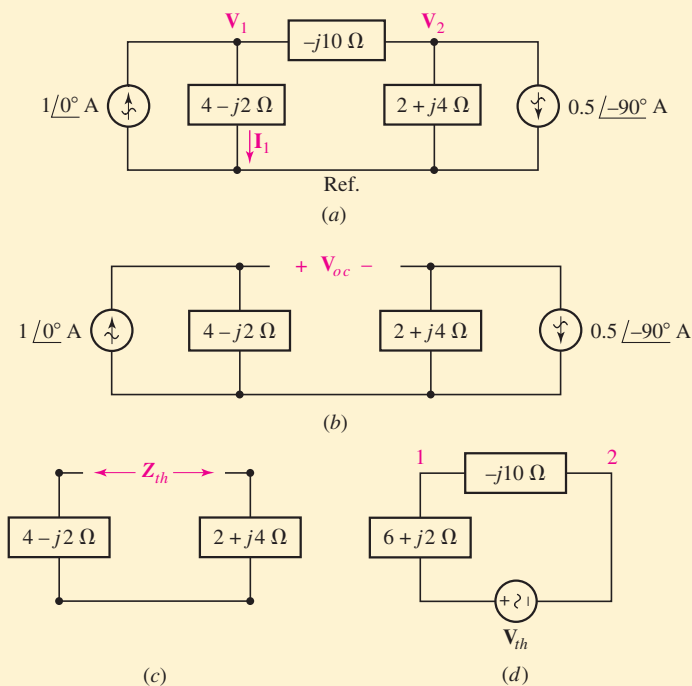 V₁ −j10 Ω V₂
1/0° A 4 – j2 Ω 2 + j4 Ω 0.5 /–90° A
I₁
Ref.
(a)
+ Vₒc –
1 /0° A 4 – j2 Ω 2 + j4 Ω 0.5 /–90° A
(b)
Zth
4 – j2 Ω 2 + j4 Ω
(c)
1 –j10 Ω 2
6 + j2 Ω
+ –
Vth
(d)